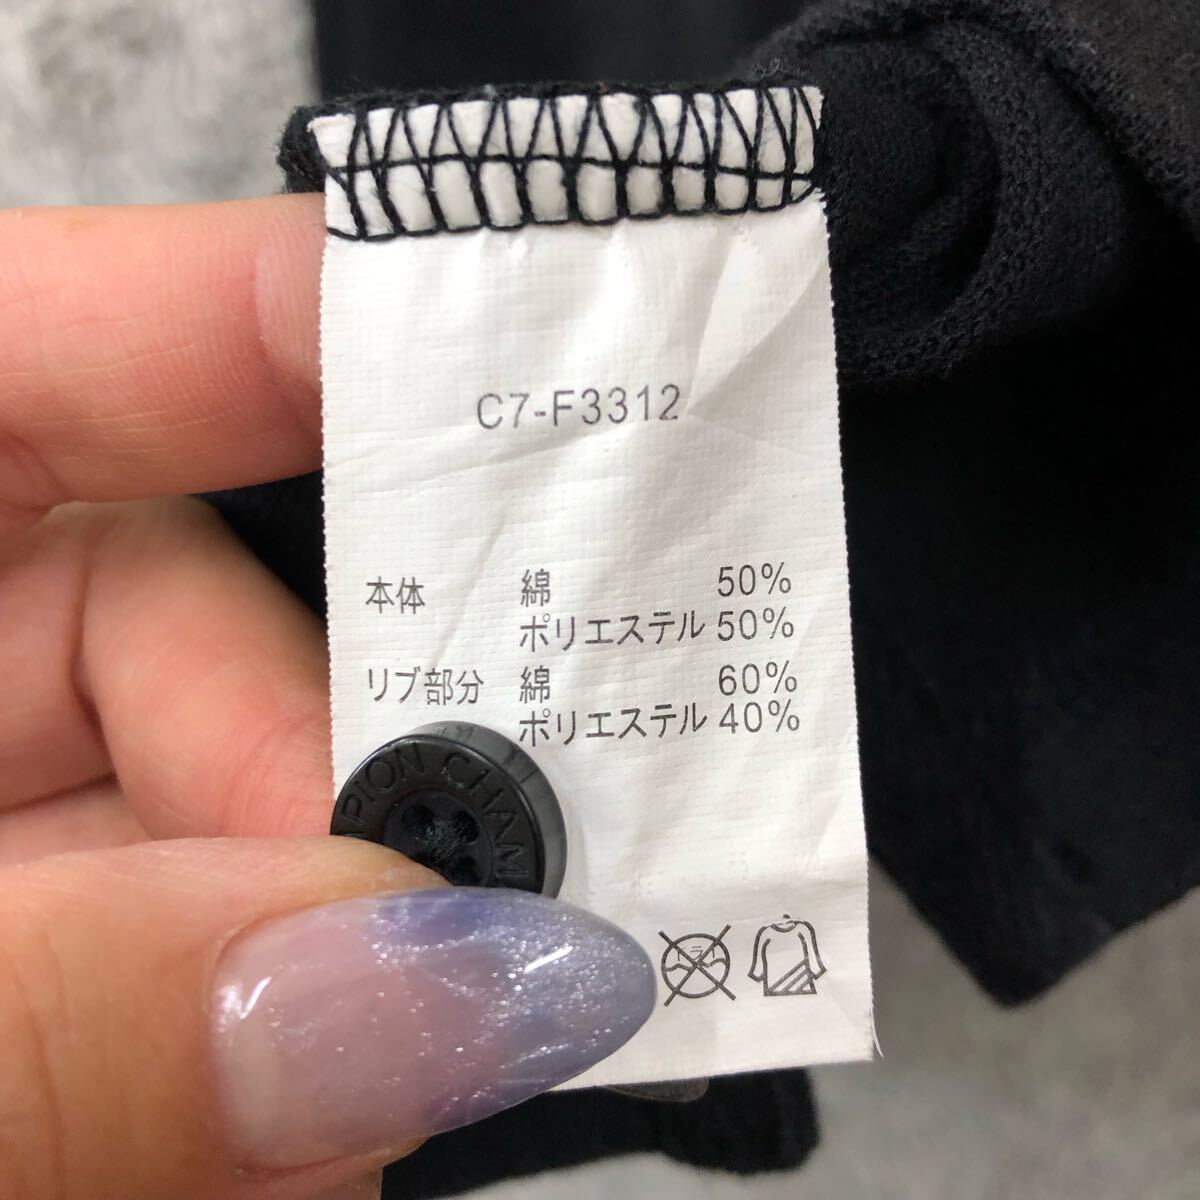 C7-F3312
本体 綿 50%
ポリエステル 50%
リブ部分 綿 60%
ポリエステル 40%
MPION CHAM